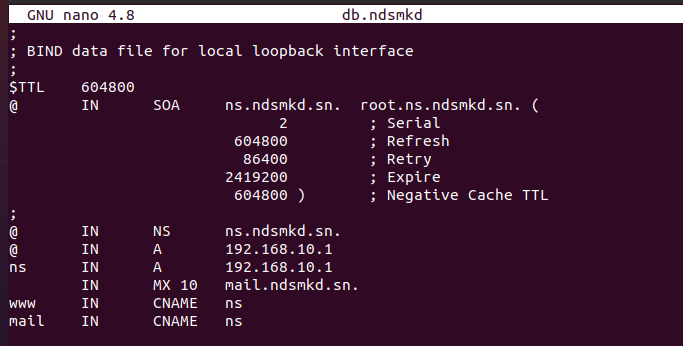 GNU nano 4.8 db.ndsmkd
;
; BIND data file for local loopback interface
;
$TTL 604800
@ IN SOA ns.ndsmkd.sn. root.ns.ndsmkd.sn. (
2 ; Serial
604800 ; Refresh
86400 ; Retry
2419200 ; Expire
604800 ) ; Negative Cache TTL
;
@ IN NS ns.ndsmkd.sn.
@ IN A 192.168.10.1
ns IN A 192.168.10.1
IN MX 10 mail.ndsmkd.sn.
www IN CNAME ns
mail IN CNAME ns